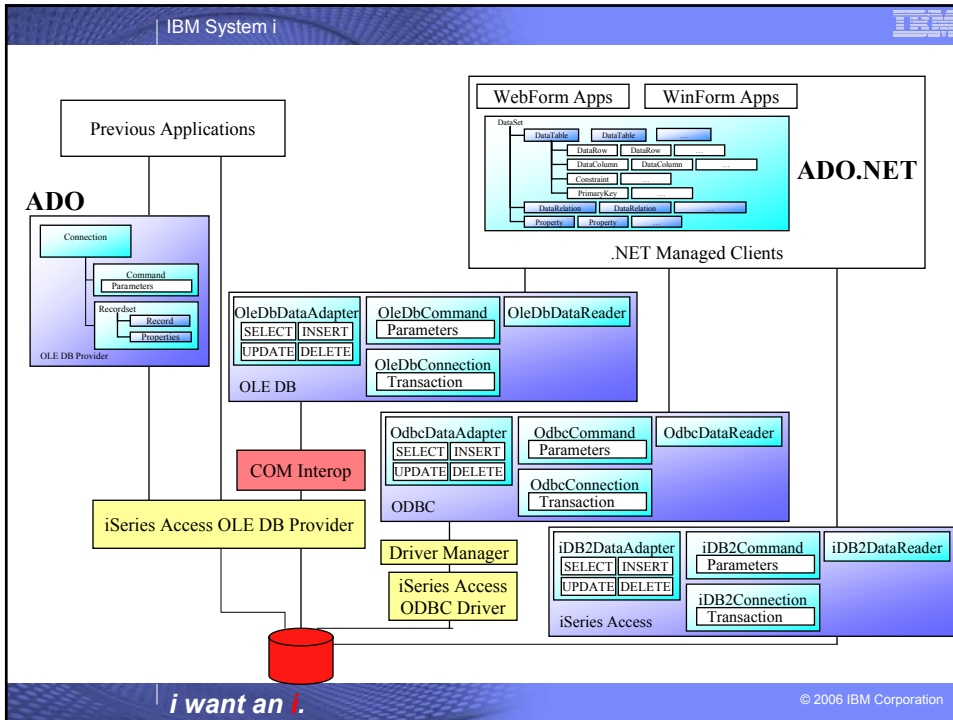 IBM System i
IBM
Previous Applications
ADO
Connection
Command
Parameters
Recordset
Record
Properties
OLE DB Provider
WebForm Apps
WinForm Apps
DataSet
DataTable
DataTable
...
DataRow
DataRow
...
DataColumn
DataColumn
...
Constraint
...
PrimaryKey
...
DataRelation
DataRelation
...
Property
Property
...
ADO.NET
.NET Managed Clients
OleDbDataAdapter
SELECT INSERT
UPDATE DELETE
OleDbCommand
Parameters
OleDbConnection
Transaction
OleDbDataReader
OLE DB
OdbcDataAdapter
SELECT INSERT
UPDATE DELETE
OdbcCommand
Parameters
OdbcConnection
Transaction
OdbcDataReader
ODBC
COM Interop
iSeries Access OLE DB Provider
Driver Manager
iSeries Access
ODBC Driver
iDB2DataAdapter
SELECT INSERT
UPDATE DELETE
iDB2Command
Parameters
iDB2Connection
Transaction
iDB2DataReader
iSeries Access
i want an i.
© 2006 IBM Corporation